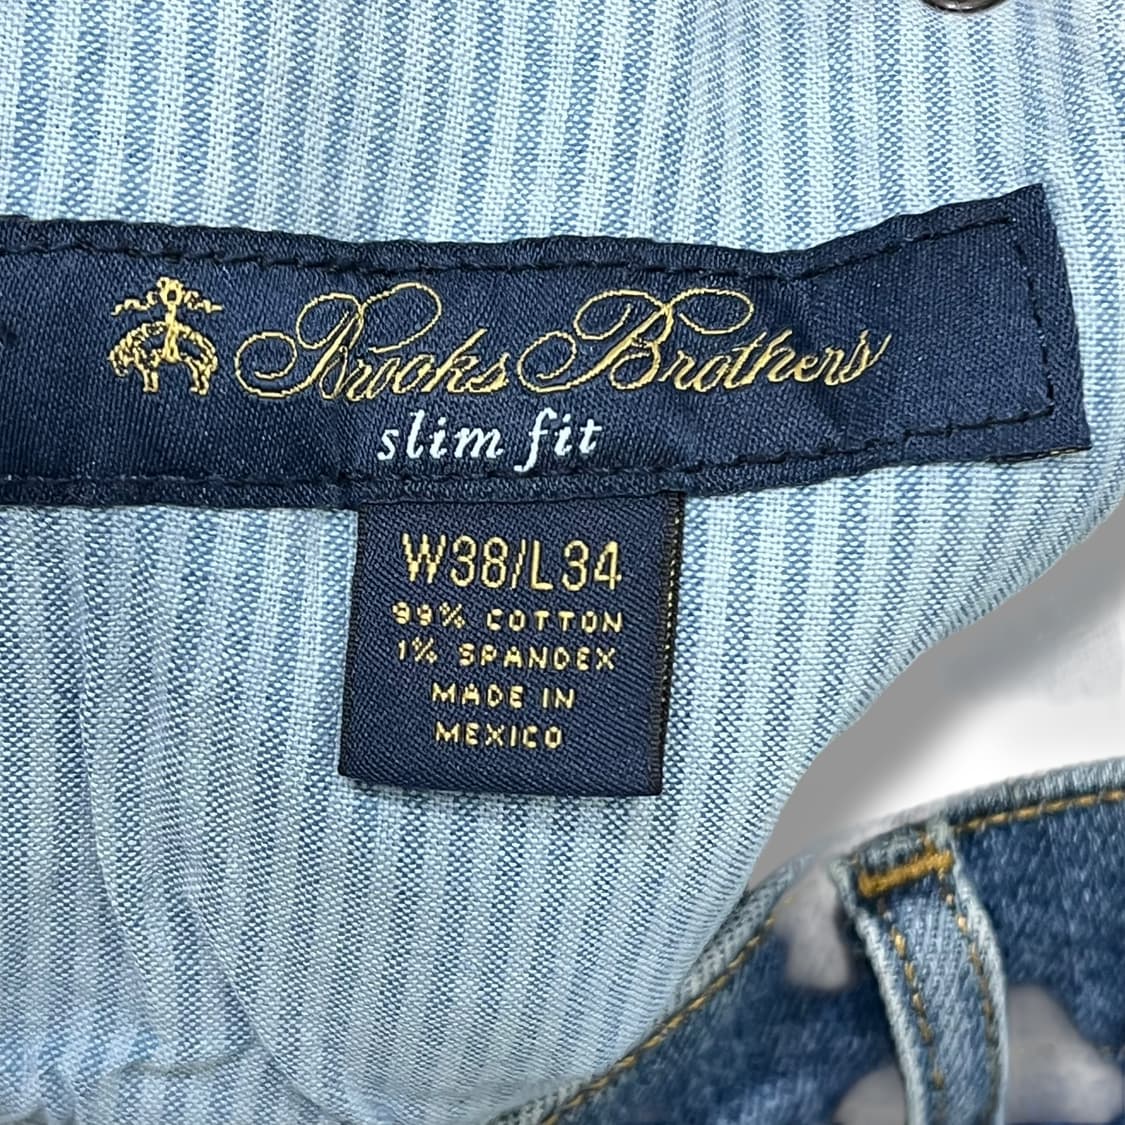 Brooks Brothers
slim fit
W38/L34
99% COTTON
1% SPANDEX
MADE IN
MEXICO